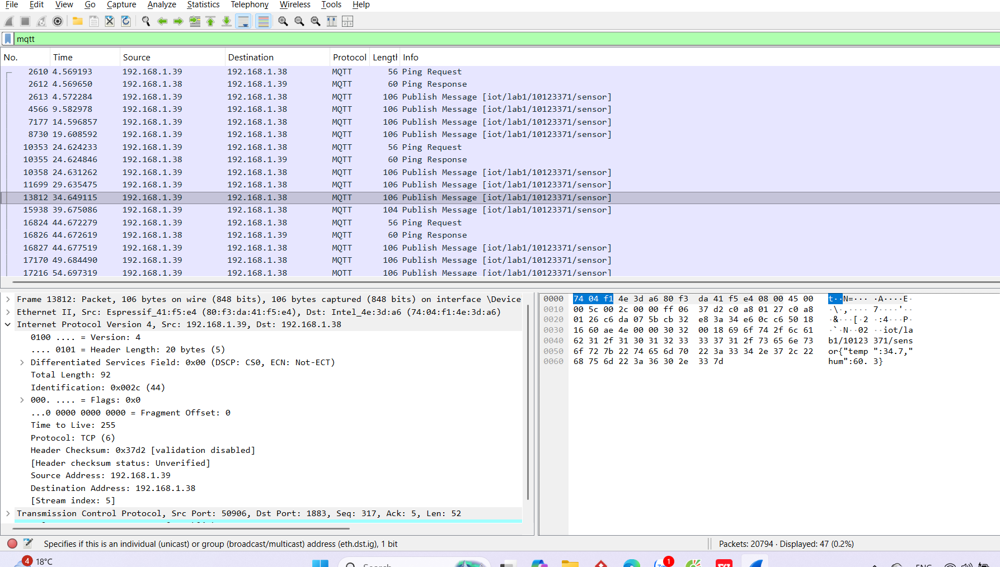 File Edit View Go Capture Analyze Statistics Telephony Wireless Tools Help
mqtt
No. Time Source Destination Protocol Length Info
2610 4.569193 192.168.1.39 192.168.1.38 MQTT 56 Ping Request
2612 4.569650 192.168.1.38 192.168.1.39 MQTT 60 Ping Response
2613 4.572284 192.168.1.39 192.168.1.38 MQTT 106 Publish Message [iot/lab1/10123371/sensor]
4566 9.582978 192.168.1.39 192.168.1.38 MQTT 106 Publish Message [iot/lab1/10123371/sensor]
7177 14.596857 192.168.1.39 192.168.1.38 MQTT 106 Publish Message [iot/lab1/10123371/sensor]
8730 19.608592 192.168.1.39 192.168.1.38 MQTT 106 Publish Message [iot/lab1/10123371/sensor]
10353 24.624233 192.168.1.39 192.168.1.38 MQTT 56 Ping Request
10355 24.624846 192.168.1.38 192.168.1.39 MQTT 60 Ping Response
10358 24.631262 192.168.1.39 192.168.1.38 MQTT 106 Publish Message [iot/lab1/10123371/sensor]
11699 29.635475 192.168.1.39 192.168.1.38 MQTT 106 Publish Message [iot/lab1/10123371/sensor]
13812 34.649115 192.168.1.39 192.168.1.38 MQTT 106 Publish Message [iot/lab1/10123371/sensor]
15938 39.675086 192.168.1.39 192.168.1.38 MQTT 104 Publish Message [iot/lab1/10123371/sensor]
16824 44.672279 192.168.1.39 192.168.1.38 MQTT 56 Ping Request
16826 44.672619 192.168.1.38 192.168.1.39 MQTT 60 Ping Response
16827 44.677519 192.168.1.39 192.168.1.38 MQTT 106 Publish Message [iot/lab1/10123371/sensor]
17170 49.684490 192.168.1.39 192.168.1.38 MQTT 106 Publish Message [iot/lab1/10123371/sensor]
17216 54.697319 192.168.1.39 192.168.1.38 MQTT 106 Publish Message [iot/lab1/10123371/sensor]
Frame 13812: Packet, 106 bytes on wire (848 bits), 106 bytes captured (848 bits) on interface \Device
Ethernet II, Src: Espressif_41:f5:e4 (80:f3:da:41:f5:e4), Dst: Intel_4e:3d:a6 (74:04:f1:4e:3d:a6)
Internet Protocol Version 4, Src: 192.168.1.39, Dst: 192.168.1.38
0100 .... = Version: 4
.... 0101 = Header Length: 20 bytes (5)
Differentiated Services Field: 0x00 (DSCP: CS0, ECN: Not-ECT)
Total Length: 92
Identification: 0x002c (44)
000. .... = Flags: 0x0
...0 0000 0000 0000 = Fragment Offset: 0
Time to Live: 255
Protocol: TCP (6)
Header Checksum: 0x37d2 [validation disabled]
[Header checksum status: Unverified]
Source Address: 192.168.1.39
Destination Address: 192.168.1.38
[Stream index: 5]
Transmission Control Protocol, Src Port: 50906, Dst Port: 1883, Seq: 317, Ack: 5, Len: 52
0000 74 04 f1 4e 3d a6 80 f3 da 41 f5 e4 08 00 45 00 t··N=··· ·A····E·
0010 00 5c 00 2c 00 00 ff 06 37 d2 c0 a8 01 27 c0 a8 ·\·,···· 7····'··
0020 01 26 c6 da 07 5b cb 32 e8 3a 34 e6 0c c6 50 18 ·&···[·2 ·:4···P·
0030 16 60 ae 4e 00 00 30 32 00 18 69 6f 74 2f 6c 61 ·`·N··02 ··iot/la
0040 62 31 2f 31 30 31 32 33 33 37 31 2f 73 65 6e 73 b1/10123 371/sens
0050 6f 72 7b 22 74 65 6d 70 22 3a 33 34 2e 37 2c 22 or{"temp ":34.7,"
0060 68 75 6d 22 3a 36 30 2e 33 7d hum":60. 3}
Specifies if this is an individual (unicast) or group (broadcast/multicast) address (eth.dst.ig), 1 bit
Packets: 20794 · Displayed: 47 (0.2%)
4 18°C
Search
1
ENG